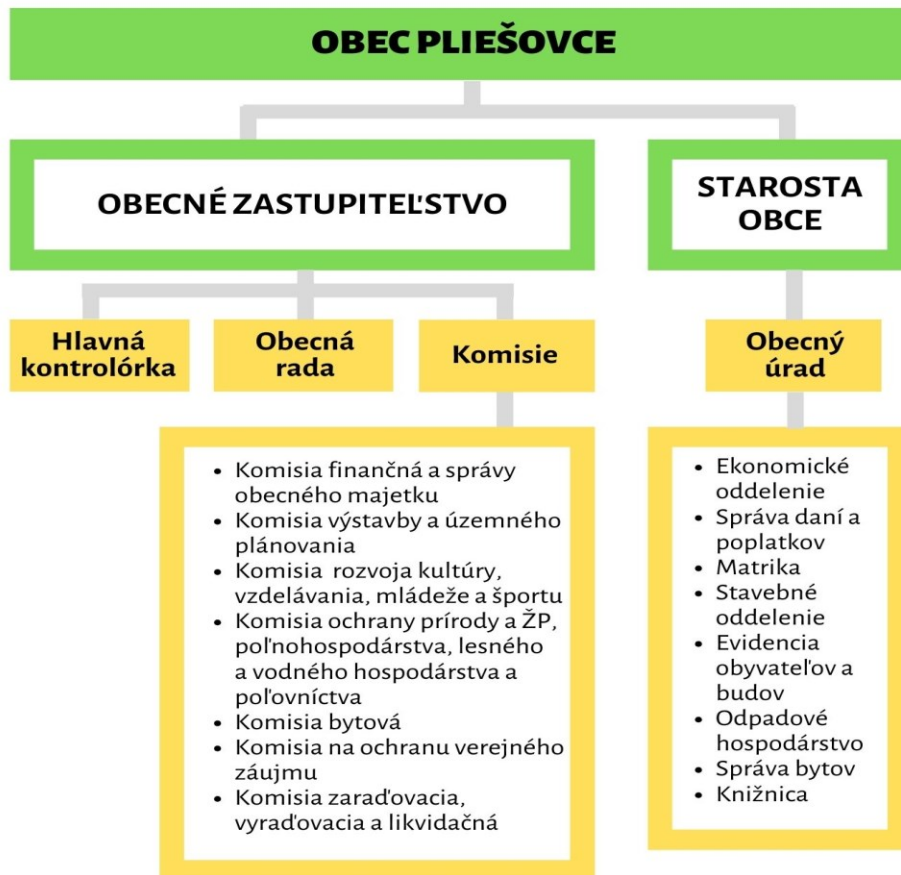 OBEC PLIEŠOVCE
OBECNÉ ZASTUPITEĽSTVO
STAROSTA
OBCE
Hlavná
kontrolórka
Obecná
rada
Komisie
Obecný
úrad
• Komisia finančná a správy
obecného majetku
• Komisia výstavby a územného
plánovania
• Komisia rozvoja kultúry,
vzdelávania, mládeže a športu
• Komisia ochrany prírody a ŽP,
poľnohospodárstva, lesného
a vodného hospodárstva a
poľovníctva
• Komisia bytová
• Komisia na ochranu verejného
záujmu
• Komisia zaraďovacia,
vyraďovacia a likvidačná
• Ekonomické
oddelenie
• Správa daní a
poplatkov
• Matrika
• Stavebné
oddelenie
• Evidencia
obyvateľov a
budov
• Odpadové
hospodárstvo
• Správa bytov
• Knižnica